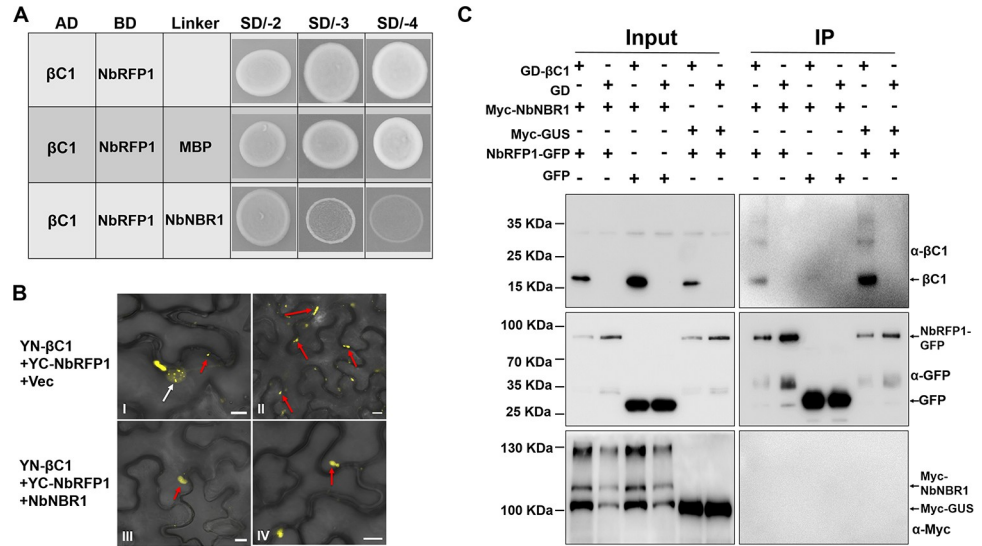 A
AD BD Linker SD/-2 SD/-3 SD/-4
βC1 NbRFP1
βC1 NbRFP1 MBP
βC1 NbRFP1 NbNBR1
B
YN-βC1
+YC-NbRFP1
+Vec
I II
YN-βC1
+YC-NbRFP1
+NbNBR1
III IV
C
Input IP
GD-βC1 + - + - + - + - + - + -
GD - + - + - + - + - + - +
Myc-NbNBR1 + + + + - - + + + + - -
Myc-GUS - - - - + + - - - - + +
NbRFP1-GFP + + - - + + + + - - + +
GFP - - + + - - - - + + - -
35 KDa
25 KDa
15 KDa
α-βC1
βC1
100 KDa
70 KDa
35 KDa
25 KDa
NbRFP1-
GFP
α-GFP
GFP
130 KDa
100 KDa
Myc-
NbNBR1
Myc-GUS
α-Myc